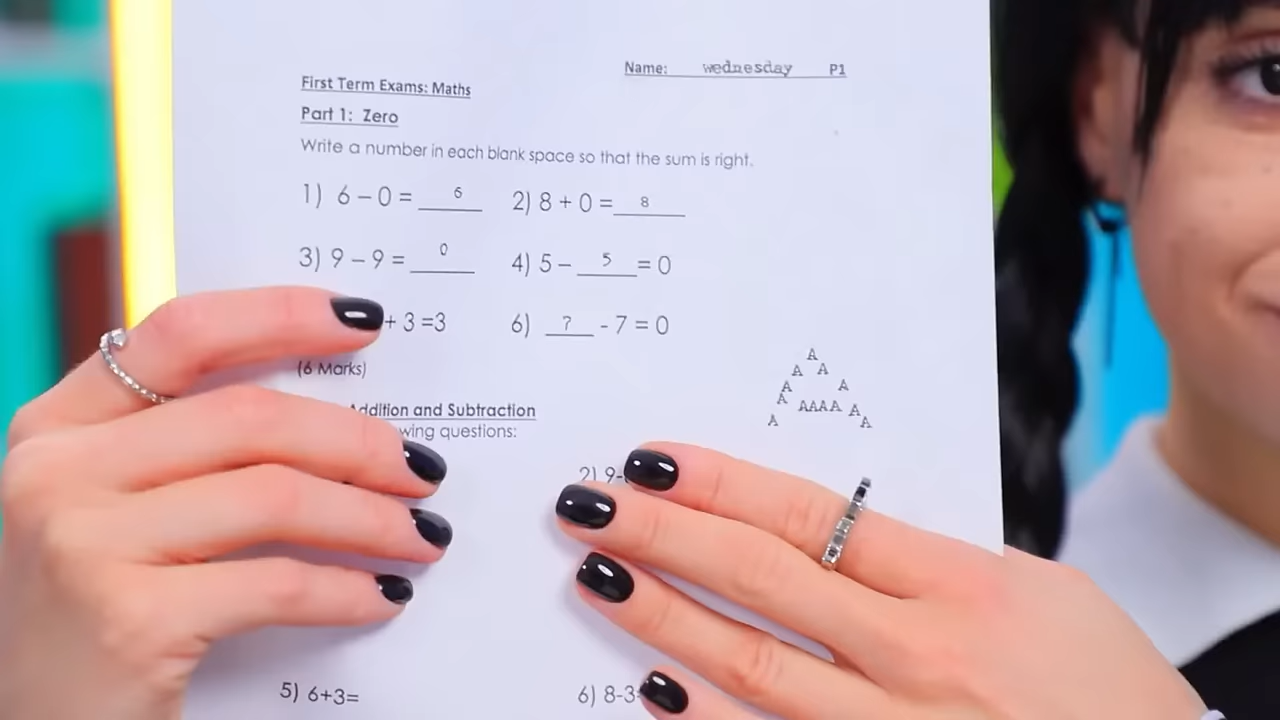 Name: wednesday P1
First Term Exams: Maths
Part 1: Zero
Write a number in each blank space so that the sum is right.
1) 6 – 0 = 6 2) 8 + 0 = 8
3) 9 – 9 = 0 4) 5 – 5 = 0
+ 3 =3 6) ? - 7 = 0
(6 Marks)
A
A A
A A
A AAAA A
A A
Addition and Subtraction
wing questions:
2) 9-
5) 6+3= 6) 8-3